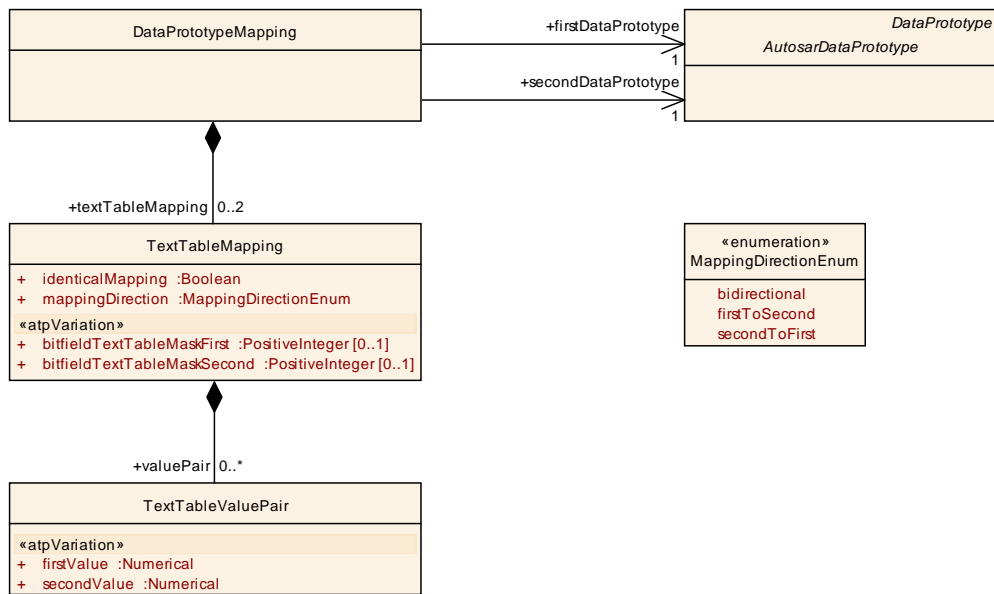 DataPrototypeMapping
+firstDataPrototype
1
+secondDataPrototype
1
DataPrototype
AutosarDataPrototype
+textTableMapping 0..2
TextTableMapping
+ identicalMapping :Boolean
+ mappingDirection :MappingDirectionEnum
«atpVariation»
+ bitfieldTextTableMaskFirst :PositiveInteger [0..1]
+ bitfieldTextTableMaskSecond :PositiveInteger [0..1]
«enumeration»
MappingDirectionEnum
bidirectional
firstToSecond
secondToFirst
+valuePair 0..*
TextTableValuePair
«atpVariation»
+ firstValue :Numerical
+ secondValue :Numerical